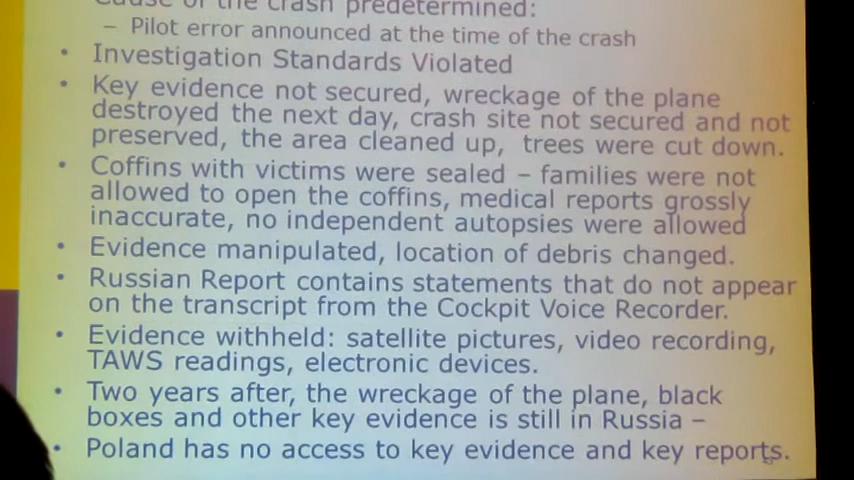 Cause of the crash predetermined:
– Pilot error announced at the time of the crash
• Investigation Standards Violated
• Key evidence not secured, wreckage of the plane
destroyed the next day, crash site not secured and not
preserved, the area cleaned up, trees were cut down.
• Coffins with victims were sealed – families were not
allowed to open the coffins, medical reports grossly
inaccurate, no independent autopsies were allowed
• Evidence manipulated, location of debris changed.
• Russian Report contains statements that do not appear
on the transcript from the Cockpit Voice Recorder.
• Evidence withheld: satellite pictures, video recording,
TAWS readings, electronic devices.
• Two years after, the wreckage of the plane, black
boxes and other key evidence is still in Russia –
• Poland has no access to key evidence and key reports.